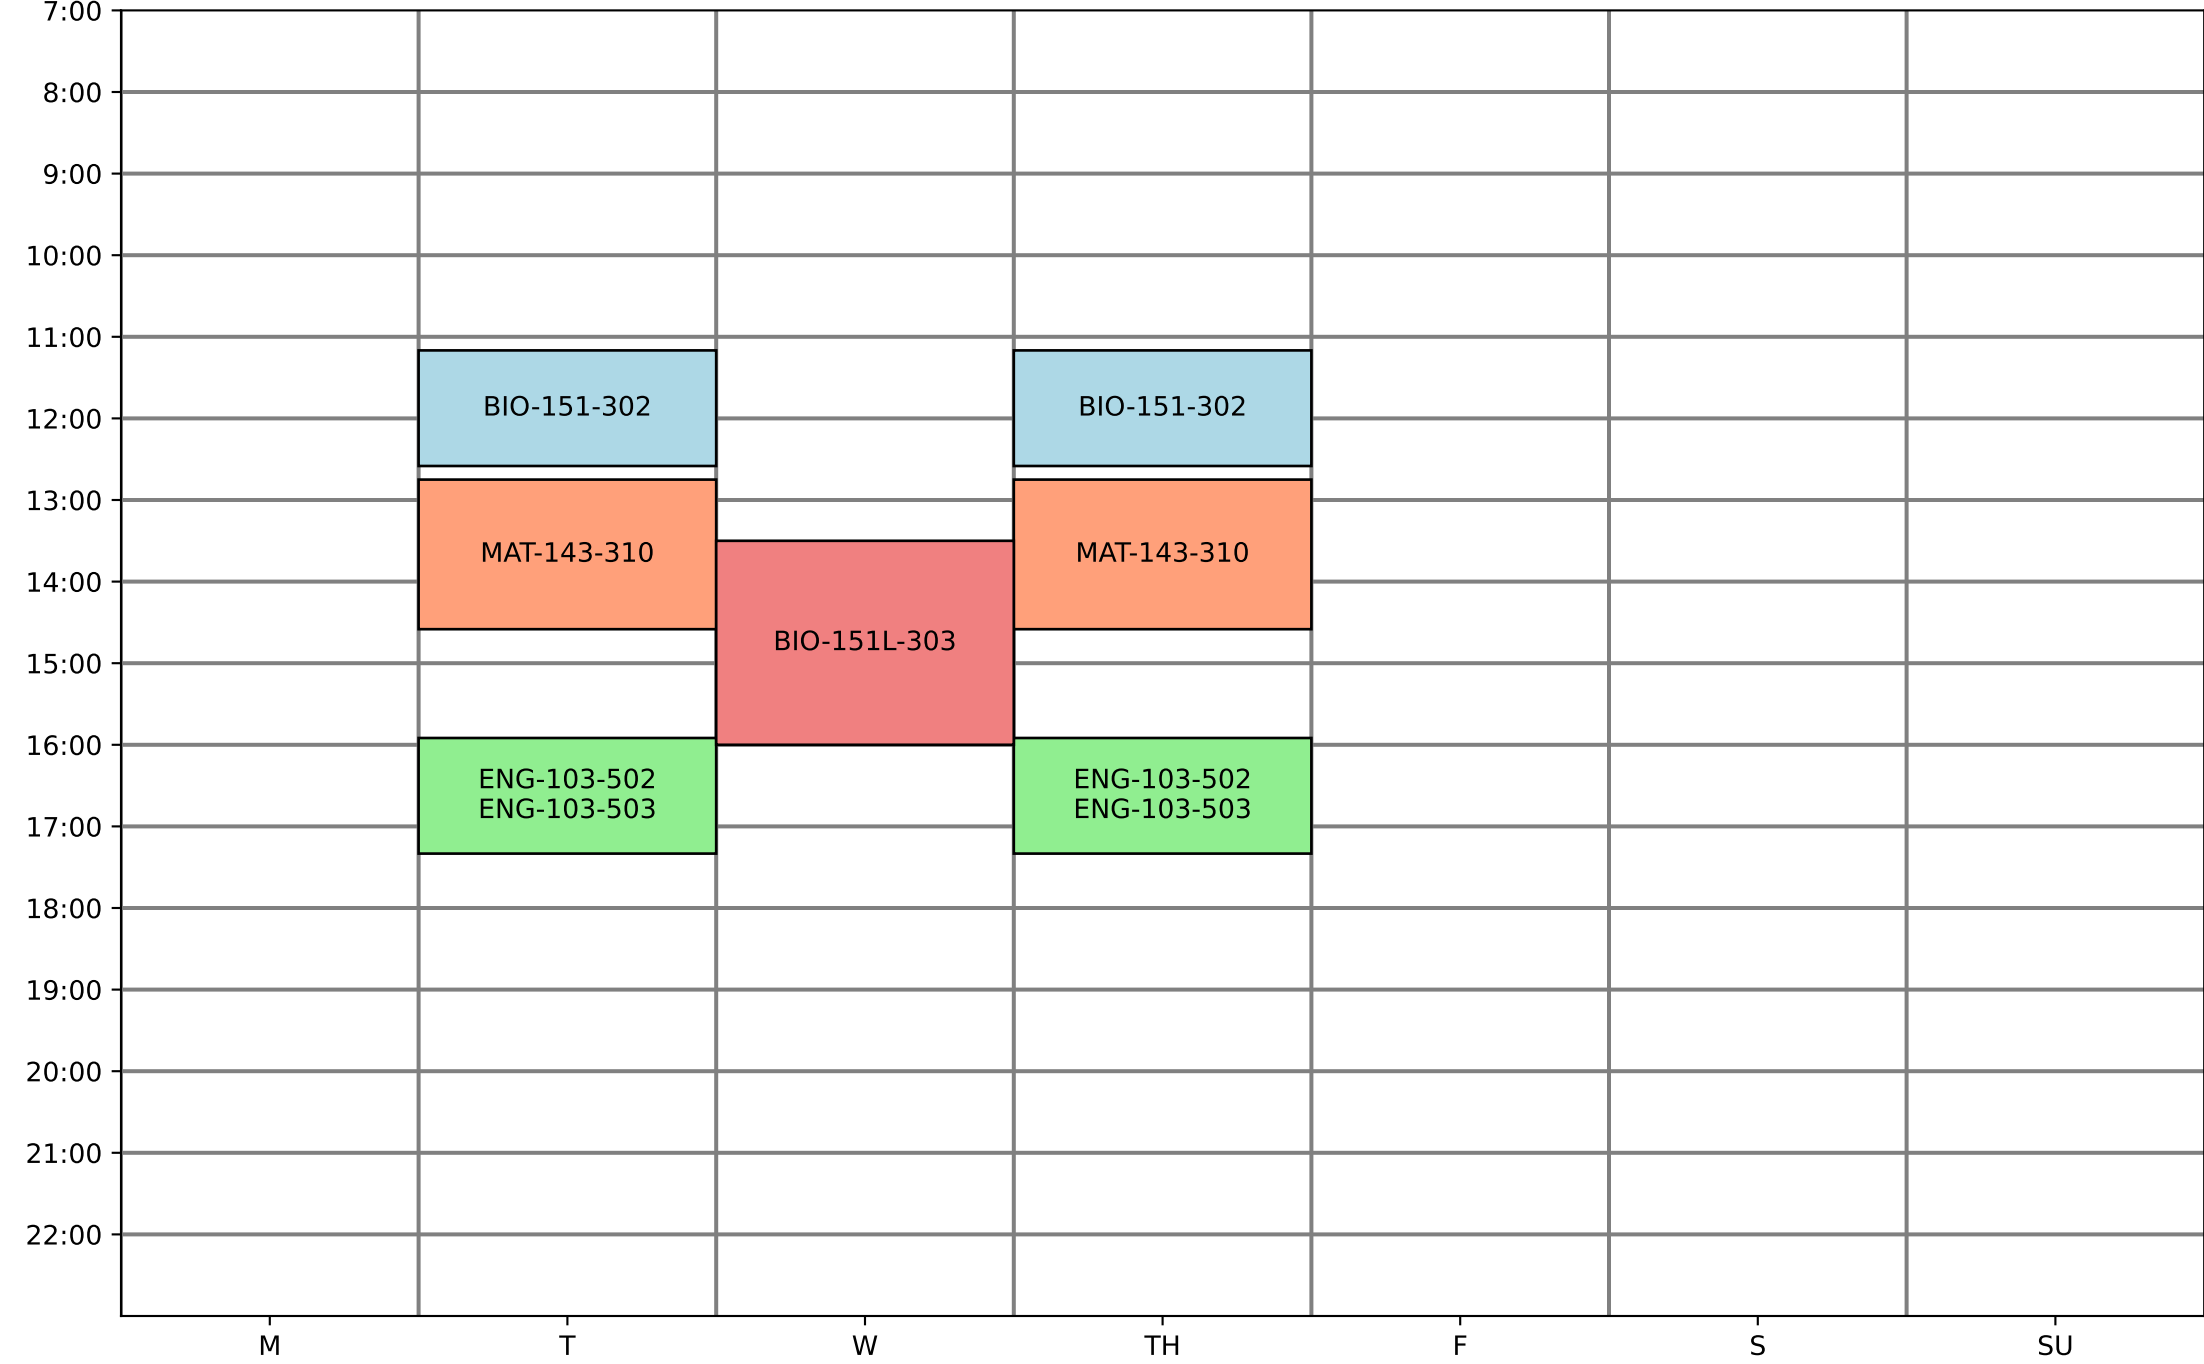 7:00
8:00
9:00
10:00
11:00
BIO-151-302 BIO-151-302
12:00
13:00
MAT-143-310 MAT-143-310
14:00
BIO-151L-303
15:00
16:00
ENG-103-502 ENG-103-502
ENG-103-503 ENG-103-503
17:00
18:00
19:00
20:00
21:00
22:00
M T W TH F S SU